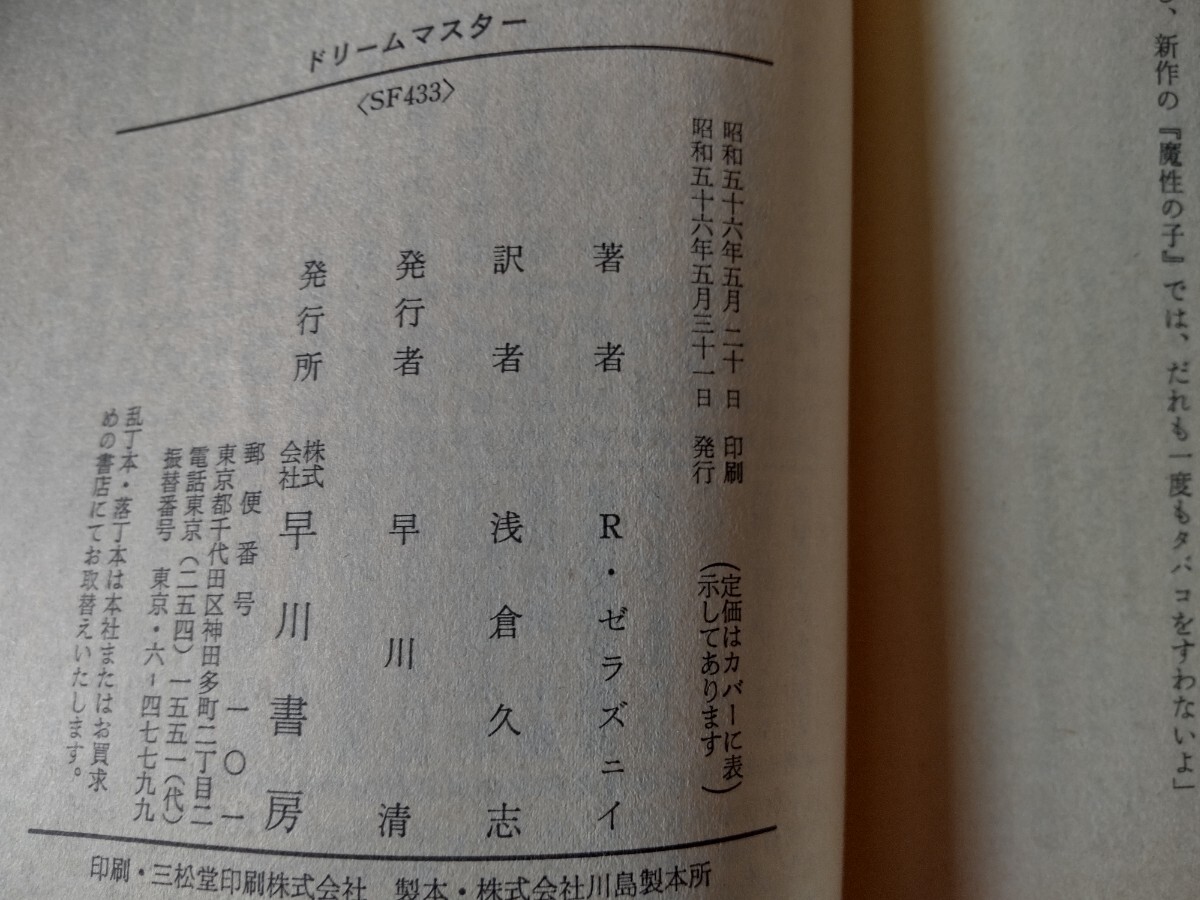 し、新作の『魔性の子』では、だれも一度もタバコをすわないよ」
ドリームマスター
〈SF433〉
昭和五十六年五月二十日 印刷
昭和五十六年五月三十一日 発行
(定価はカバーに表
示してあります)
著者 R・ゼラズニイ
訳者 浅倉久志
発行者 早川清
発行所 株式会社 早川書房
郵便番号 一〇一
東京都千代田区神田多町二丁目二
電話東京(二五四)一五五一(代)
振替番号 東京・六-四七七九九
乱丁本・落丁本は本社またはお買求
めの書店にてお取替えいたします。
印刷・三松堂印刷株式会社 製本・株式会社川島製本所